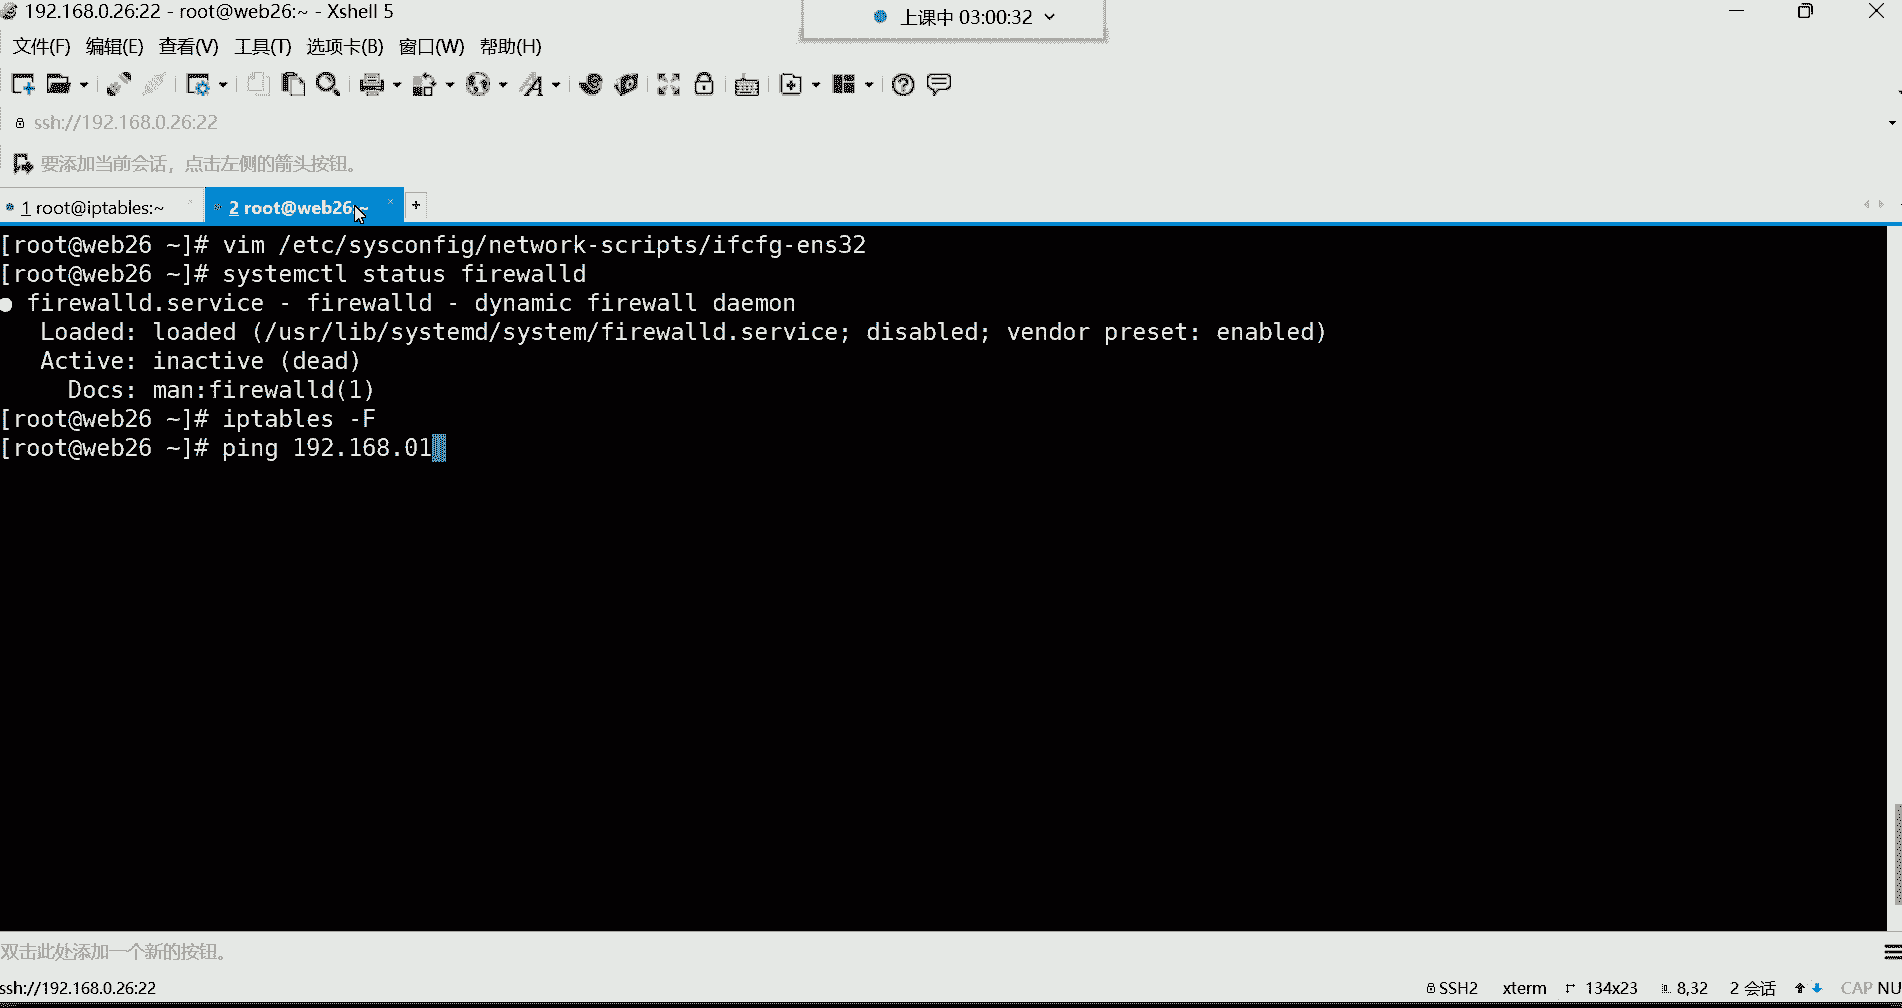 192.168.0.26:22 - root@web26:~ - Xshell 5
上课中 03:00:32
文件(F) 编辑(E) 查看(V) 工具(T) 选项卡(B) 窗口(W) 帮助(H)
ssh://192.168.0.26:22
要添加当前会话，点击左侧的箭头按钮。
1 root@iptables:~ 2 root@web26:~ +
[root@web26 ~]# vim /etc/sysconfig/network-scripts/ifcfg-ens32
[root@web26 ~]# systemctl status firewalld
● firewalld.service - firewalld - dynamic firewall daemon
   Loaded: loaded (/usr/lib/systemd/system/firewalld.service; disabled; vendor preset: enabled)
   Active: inactive (dead)
     Docs: man:firewalld(1)
[root@web26 ~]# iptables -F
[root@web26 ~]# ping 192.168.01
双击此处添加一个新的按钮。
ssh://192.168.0.26:22 SSH2 xterm 134x23 8,32 2 会话 CAP NU